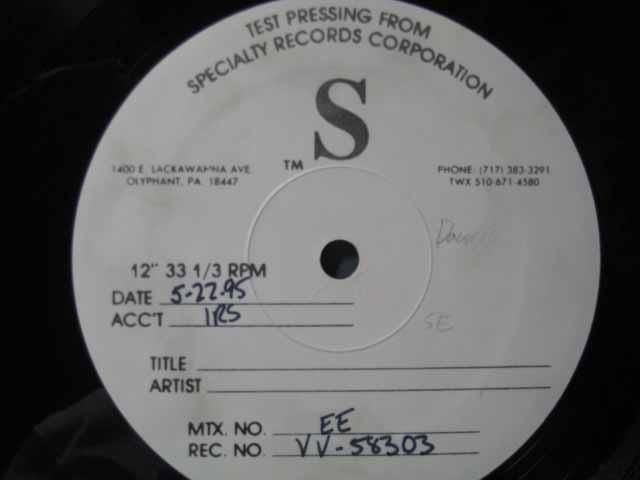 TEST PRESSING FROM
SPECIALTY RECORDS CORPORATION
S
TM
1400 E. LACKAWANNA AVE.
OLYPHANT, PA. 18447
PHONE: (717) 383-3291
TWX 510-671-4580
12" 33 1/3 RPM
DATE 5-22-95
ACC'T IRS
SE
TITLE
ARTIST
MTX. NO. EE
REC. NO. VV-58303